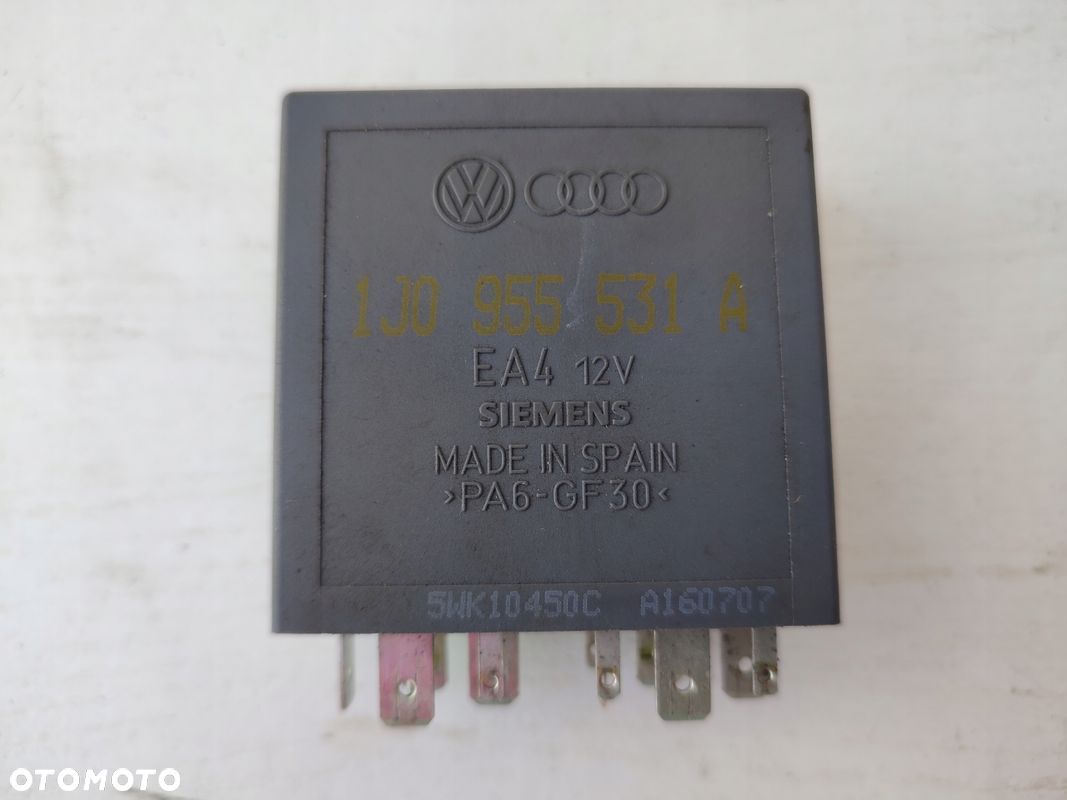 1J0 955 531 A
EA4 12V
SIEMENS
MADE IN SPAIN
>PA6-GF30<
5WK10450C A160707
OTOMOTO